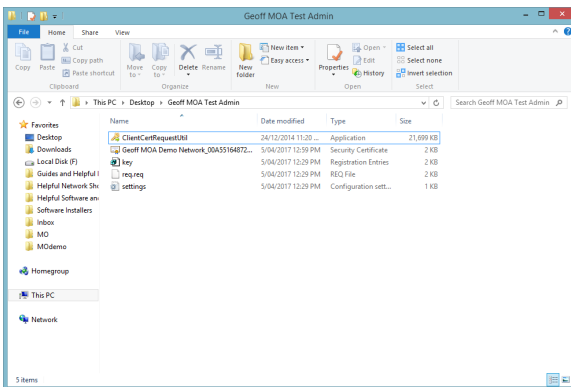 Geoff MOA Test Admin
File Home Share View
Copy
Paste
Cut
Copy path
Paste shortcut
Clipboard
Move to
Copy to
Delete
Rename
Organize
New folder
New item
Easy access
New
Properties
Open
Edit
History
Open
Select all
Select none
Invert selection
Select
This PC Desktop Geoff MOA Test Admin
Search Geoff MOA Test Admin
Favorites
Desktop
Downloads
Local Disk (F)
Guides and Helpful I
Helpful Network Sh
Helpful Software an
Software Installers
Inbox
MO
MOdemo
Homegroup
This PC
Network
Name Date modified Type Size
ClientCertRequestUtil 24/12/2014 11:20 ... Application 21,699 KB
Geoff MOA Demo Network_00A55164872... 5/04/2017 12:59 PM Security Certificate 2 KB
key 5/04/2017 12:29 PM Registration Entries 2 KB
req.req 5/04/2017 12:29 PM REQ File 2 KB
settings 5/04/2017 12:29 PM Configuration sett... 1 KB
5 items